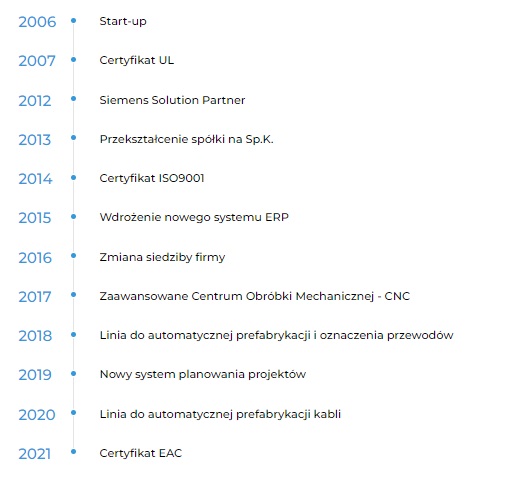 2006 Start-up
2007 Certyfikat UL
2012 Siemens Solution Partner
2013 Przekształcenie spółki na Sp.K.
2014 Certyfikat ISO9001
2015 Wdrożenie nowego systemu ERP
2016 Zmiana siedziby firmy
2017 Zaawansowane Centrum Obróbki Mechanicznej - CNC
2018 Linia do automatycznej prefabrykacji i oznaczenia przewodów
2019 Nowy system planowania projektów
2020 Linia do automatycznej prefabrykacji kabli
2021 Certyfikat EAC